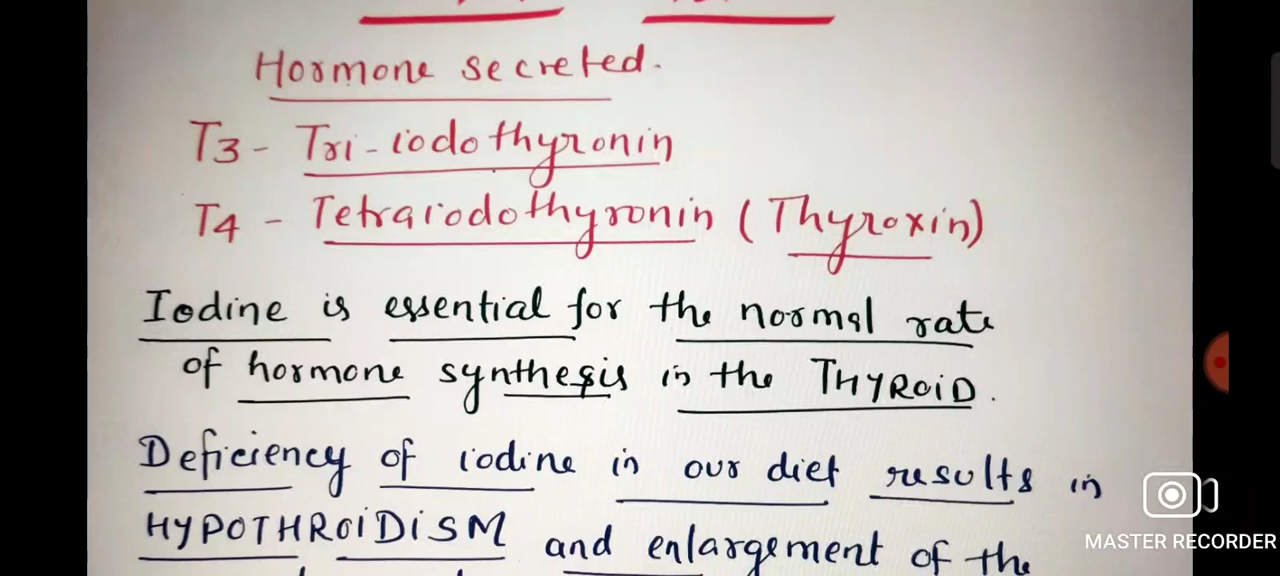 Hormone secreted.
T3 - Tri-iodothyronin
T4 - Tetraiodothyronin (Thyroxin)
Iodine is essential for the normal rate
of hormone synthesis in the THYROiD.
Deficiency of iodine in our diet results in
HYPOTHROiDiSM and enlargement of the
MASTER RECORDER